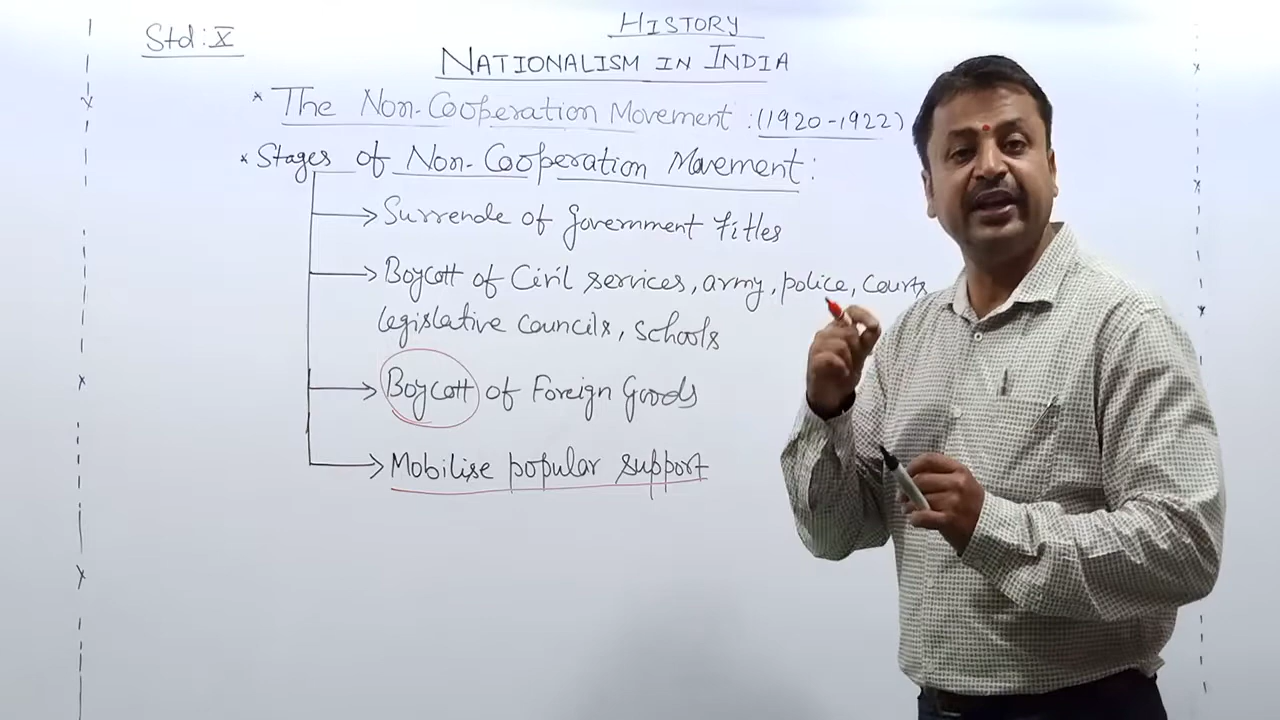 HISTORY
Std: X
NATIONALISM IN INDIA
* The Non-Cooperation Movement: (1920-1922)
* Stages of Non-Cooperation Movement:
Surrende of Government Titles
Boycott of Civil services, army, police, Courts
legislative councils, schools
Boycott of Foreign Goods
Mobilise popular support